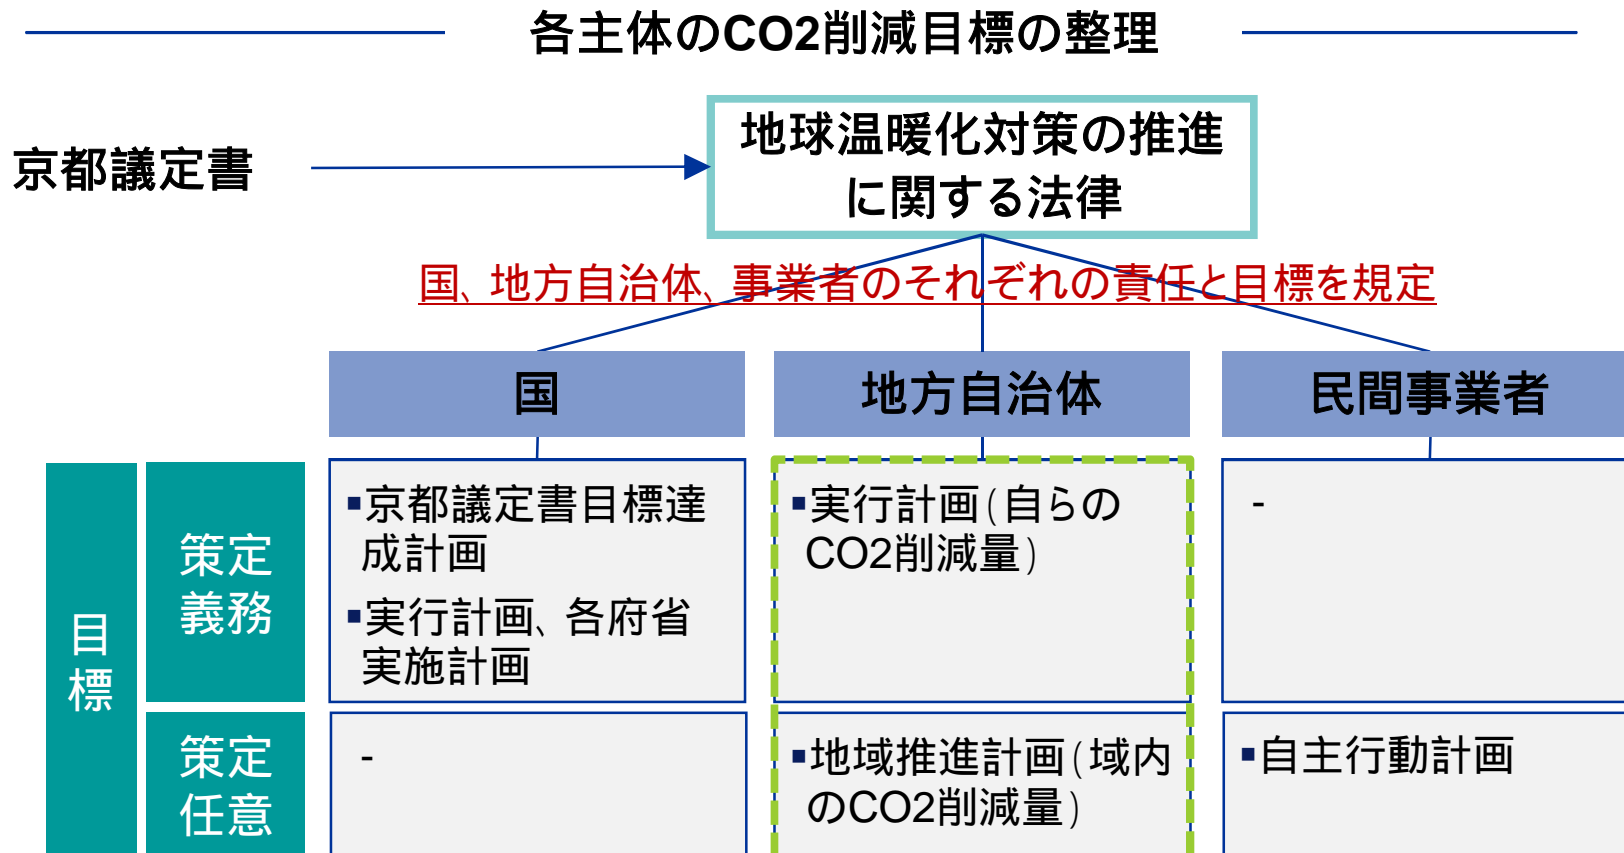 各主体のCO2削減目標の整理
京都議定書
地球温暖化対策の推進
に関する法律
国、地方自治体、事業者のそれぞれの責任と目標を規定
国
地方自治体
民間事業者
目
標
策定
義務
▪京都議定書目標達
成計画
▪実行計画、各府省
実施計画
▪実行計画(自らの
CO2削減量)
-
策定
任意
-
▪地域推進計画(域内
のCO2削減量)
▪自主行動計画